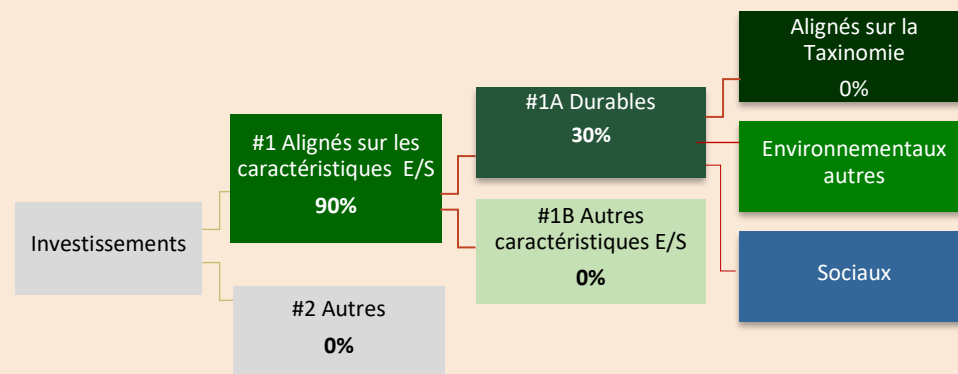 Investissements
#1 Alignés sur les
caractéristiques E/S
90%
#2 Autres
0%
#1A Durables
30%
#1B Autres
caractéristiques E/S
0%
Alignés sur la
Taxinomie
0%
Environnementaux
autres
Sociaux